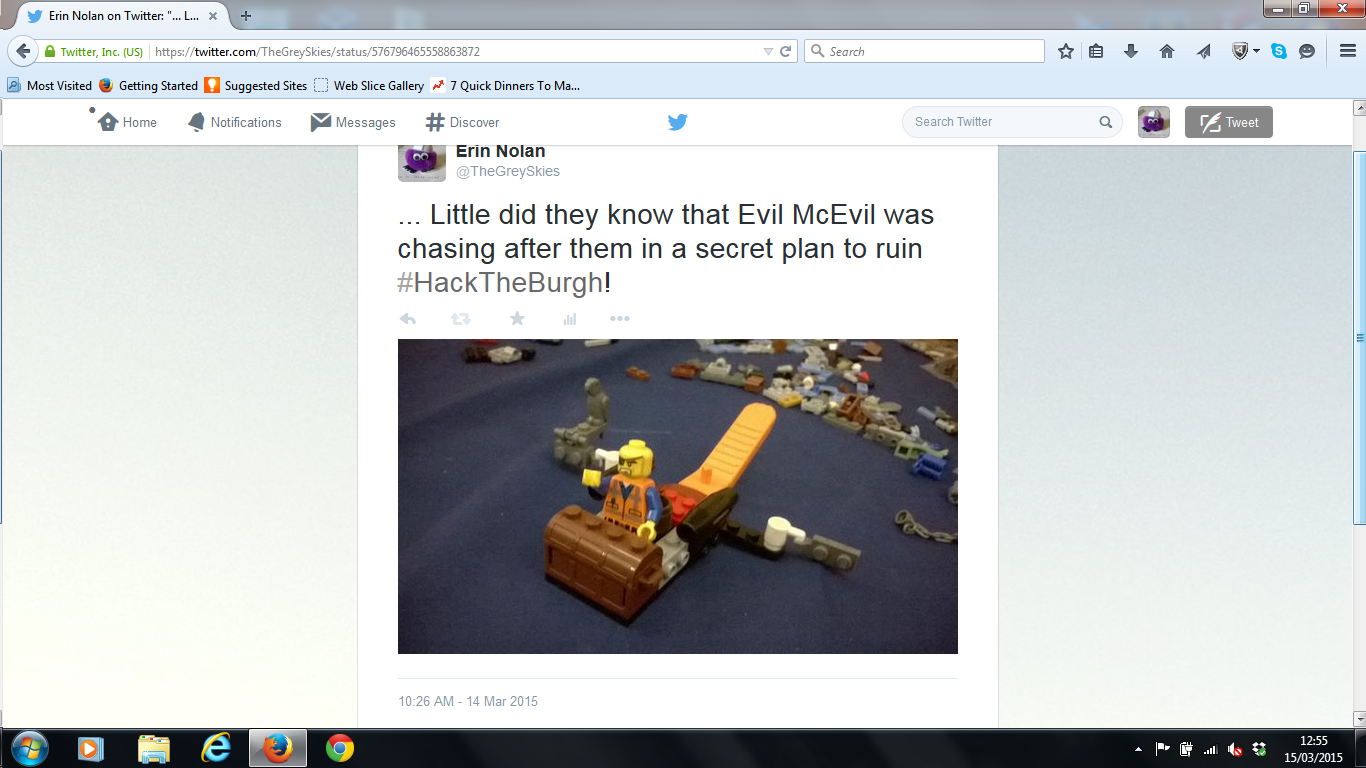 Erin Nolan on Twitter: "... L...
Twitter, Inc. (US)
https://twitter.com/TheGreySkies/status/576796465558863872
Search
Most Visited
Getting Started
Suggested Sites
Web Slice Gallery
7 Quick Dinners To Ma...
Home
Notifications
Messages
Discover
Search Twitter
Tweet
Erin Nolan
@TheGreySkies
... Little did they know that Evil McEvil was
chasing after them in a secret plan to ruin
#HackTheBurgh!
10:26 AM - 14 Mar 2015
12:55
15/03/2015